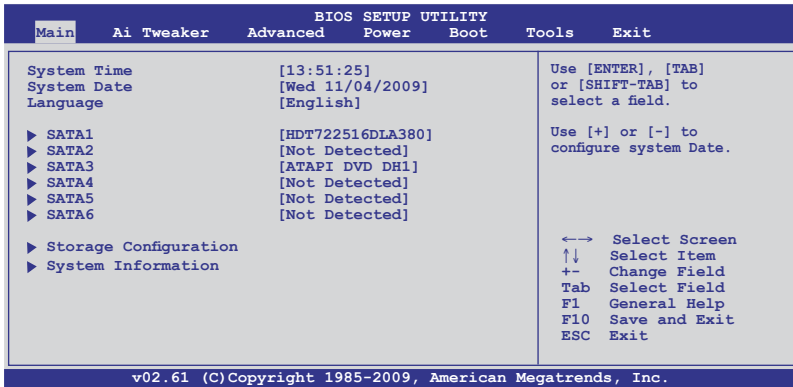 BIOS SETUP UTILITY
Main Ai Tweaker Advanced Power Boot Tools Exit
System Time [13:51:25]
System Date [Wed 11/04/2009]
Language [English]
SATA1 [HDT722516DLA380]
SATA2 [Not Detected]
SATA3 [ATAPI DVD DH1]
SATA4 [Not Detected]
SATA5 [Not Detected]
SATA6 [Not Detected]
Storage Configuration
System Information
Use [ENTER], [TAB]
or [SHIFT-TAB] to
select a field.
Use [+] or [-] to
configure system Date.
←→ Select Screen
↑↓ Select Item
+- Change Field
Tab Select Field
F1 General Help
F10 Save and Exit
ESC Exit
v02.61 (C)Copyright 1985-2009, American Megatrends, Inc.